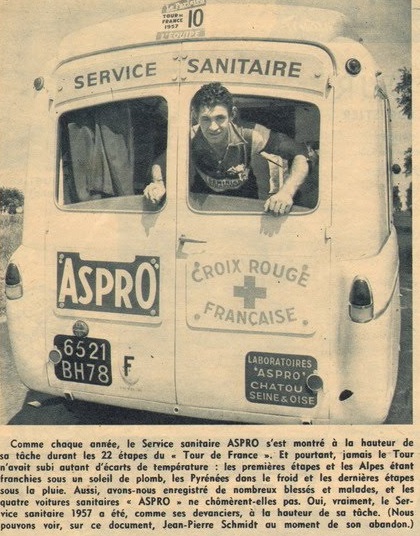 Le Parisien
TOUR DE
FRANCE
1957
10
L'EQUIPE
SERVICE SANITAIRE
ASPRO
CROIX ROUGE
FRANÇAISE
6521
BH78
F
LABORATOIRES
"ASPRO"
CHATOU
SEINE & OISE
Comme chaque année, le Service sanitaire ASPRO s'est montré à la hauteur de
sa tâche durant les 22 étapes du « Tour de France ». Et pourtant, jamais le Tour
n'avait subi autant d'écarts de température : les premières étapes et les Alpes étant
franchies sous un soleil de plomb, les Pyrénées dans le froid et les dernières étapes
sous la pluie. Aussi, avons-nous enregistré de nombreux blessés et malades, et les
quatre voitures sanitaires « ASPRO » ne chômèrent-elles pas. Oui, vraiment, le Ser-
vice sanitaire 1957 a été, comme ses devanciers, à la hauteur de sa tâche. (Nous
pouvons voir, sur ce document, Jean-Pierre Schmidt au moment de son abandon.)